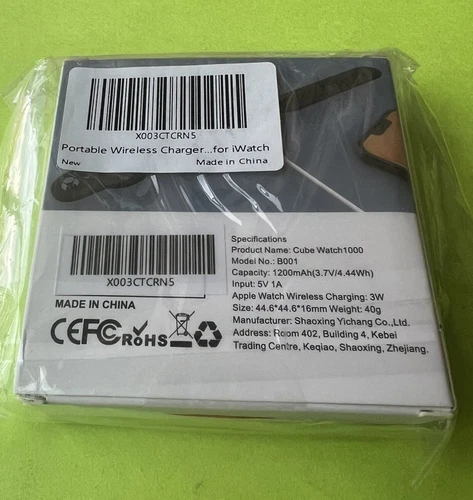 X003CTCRN5
Portable Wireless Charger...for iWatch
New Made in China
X003CTCRN5
MADE IN CHINA
CE FC RoHS
Specifications
Product Name: Cube Watch1000
Model No.: B001
Capacity: 1200mAh(3.7V/4.44Wh)
Input: 5V 1A
Apple Watch Wireless Charging: 3W
Size: 44.6*44.6*16mm Weight: 40g
Manufacturer: Shaoxing Yichang Co.,Ltd.
Address: Room 402, Building 4, Kebei
Trading Centre, Keqiao, Shaoxing, Zhejiang.